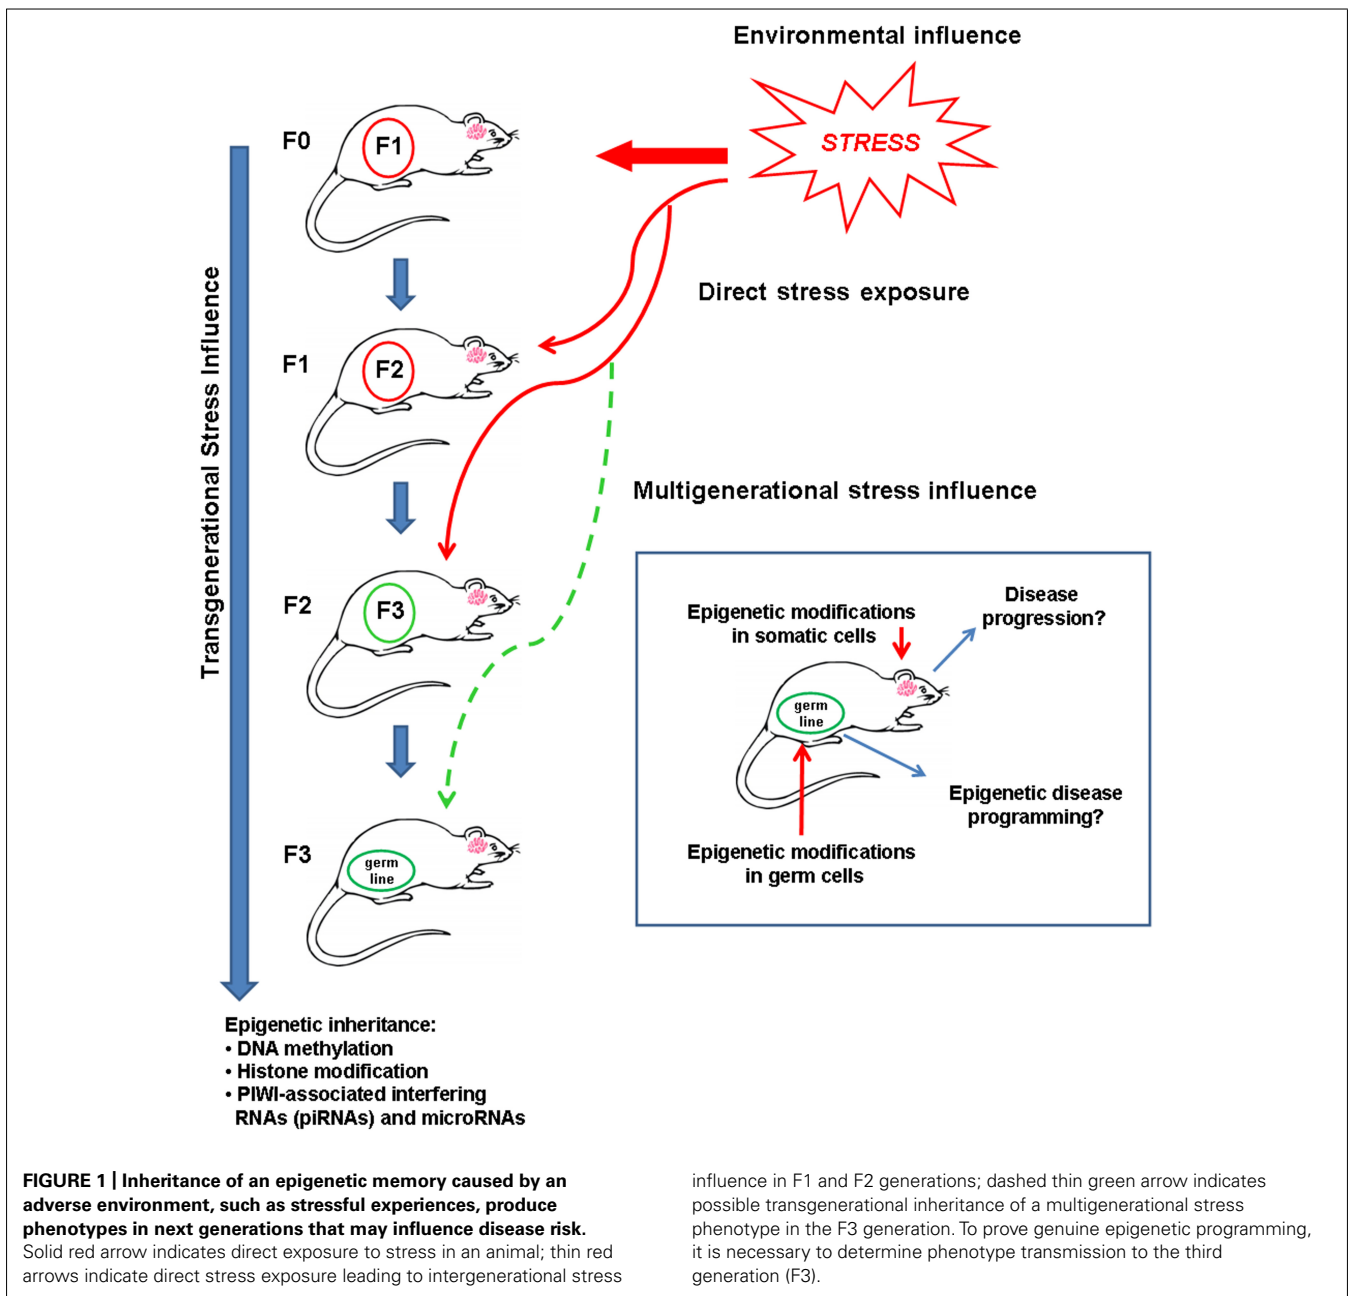 Environmental influence
STRESS
F0
F1
Direct stress exposure
F1
F2
Transgenerational Stress Influence
Multigenerational stress influence
F2
F3
Epigenetic modifications
in somatic cells
Disease
progression?
germ
line
Epigenetic disease
programming?
Epigenetic modifications
in germ cells
F3
germ
line
Epigenetic inheritance:
• DNA methylation
• Histone modification
• PIWI-associated interfering
RNAs (piRNAs) and microRNAs
FIGURE 1 | Inheritance of an epigenetic memory caused by an
adverse environment, such as stressful experiences, produce
phenotypes in next generations that may influence disease risk.
Solid red arrow indicates direct exposure to stress in an animal; thin red
arrows indicate direct stress exposure leading to intergenerational stress
influence in F1 and F2 generations; dashed thin green arrow indicates
possible transgenerational inheritance of a multigenerational stress
phenotype in the F3 generation. To prove genuine epigenetic programming,
it is necessary to determine phenotype transmission to the third
generation (F3).